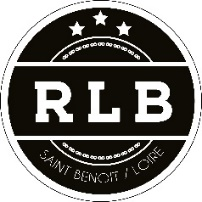 RLB
SAINT BENOIT / LOIRE